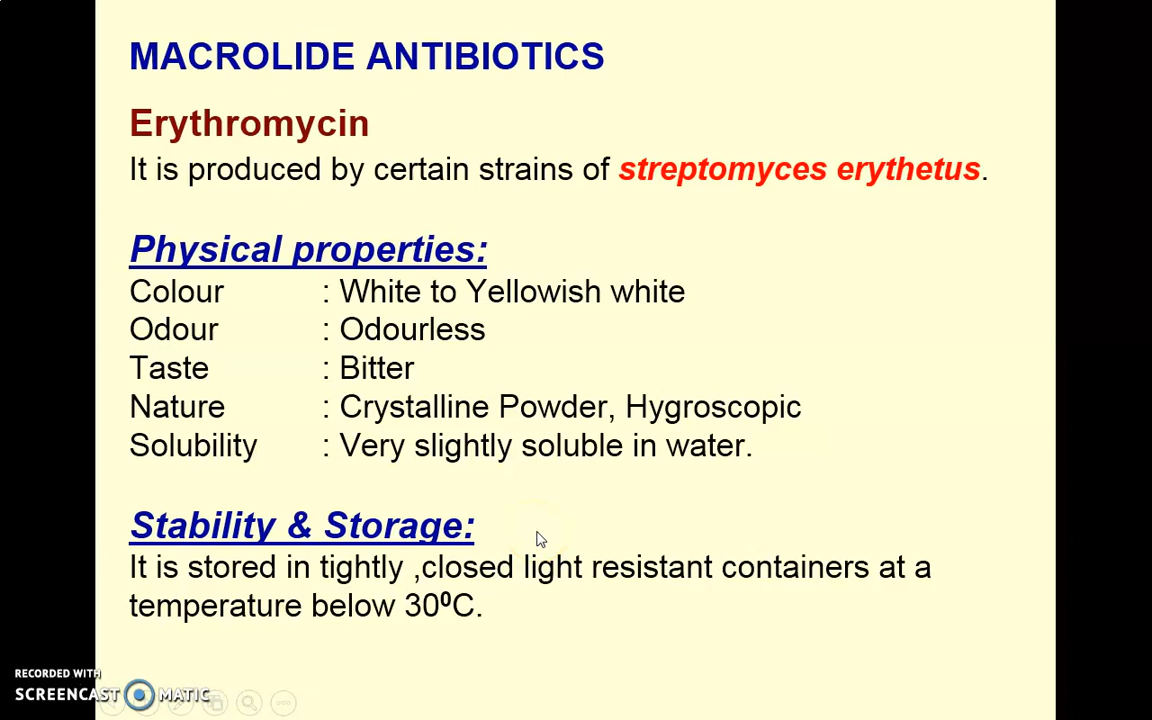 MACROLIDE ANTIBIOTICS
Erythromycin
It is produced by certain strains of streptomyces erythetus.
Physical properties:
Colour : White to Yellowish white
Odour : Odourless
Taste : Bitter
Nature : Crystalline Powder, Hygroscopic
Solubility : Very slightly soluble in water.
Stability & Storage:
It is stored in tightly ,closed light resistant containers at a
temperature below 30⁰C.
RECORDED WITH
SCREENCAST MATIC